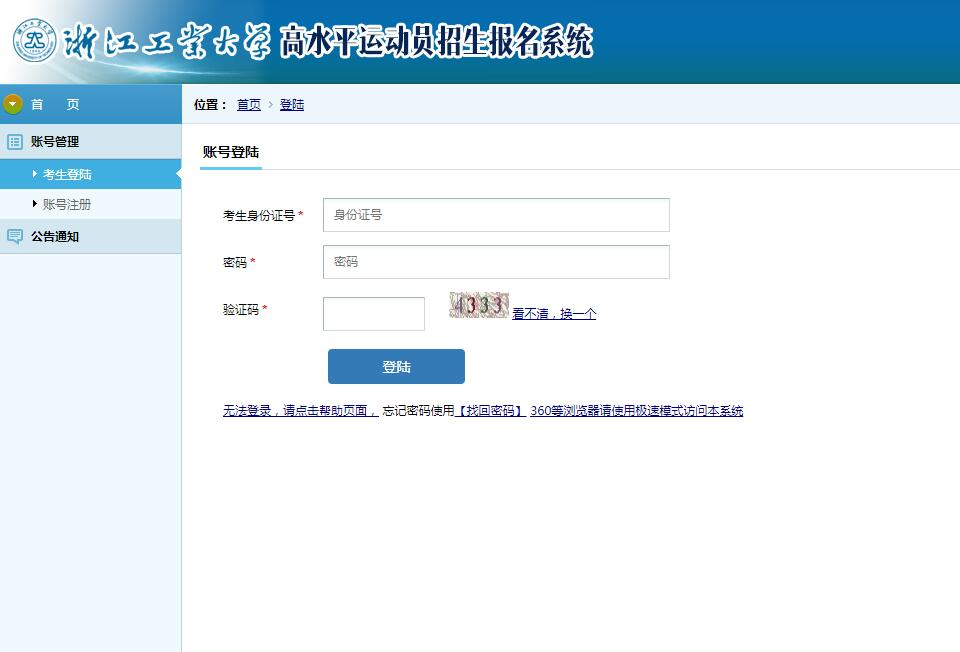 浙江工业大学 高水平运动员招生报名系统
首 页
位置： 首页 > 登陆
账号管理
考生登陆
账号注册
公告通知
账号登陆
考生身份证号* 身份证号
密码* 密码
验证码* 4333 看不清，换一个
登陆
无法登录，请点击帮助页面， 忘记密码使用【找回密码】 360等浏览器请使用极速模式访问本系统